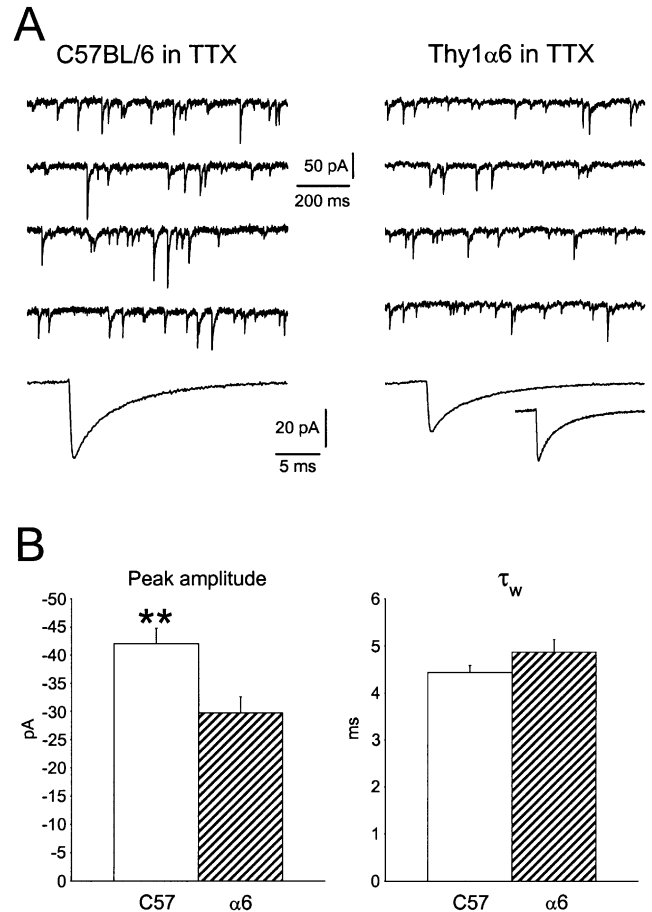 A
C57BL/6 in TTX
Thy1α6 in TTX
50 pA
200 ms
20 pA
5 ms
B
Peak amplitude
τw
-50
-45
-40
-35
-30
-25
-20
-15
-10
-5
0
pA
**
C57
α6
6
5
4
3
2
1
0
ms
C57
α6